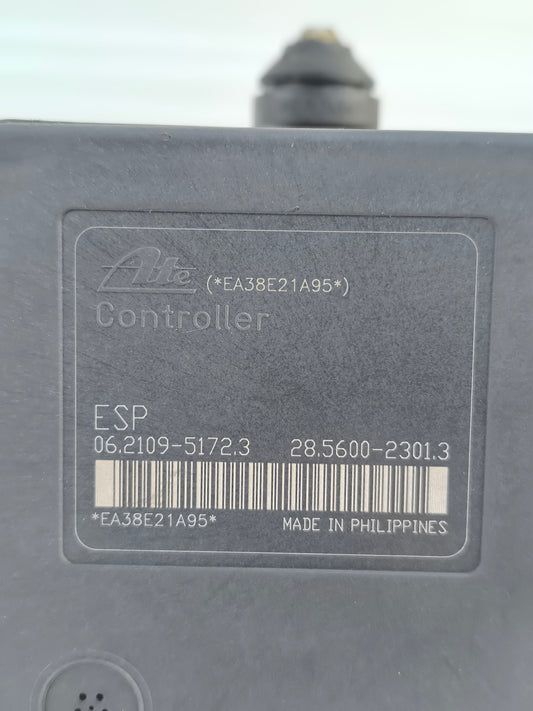 Ate (*EA38E21A95*)
Controller
ESP
06.2109-5172.3 28.5600-2301.3
*EA38E21A95* MADE IN PHILIPPINES